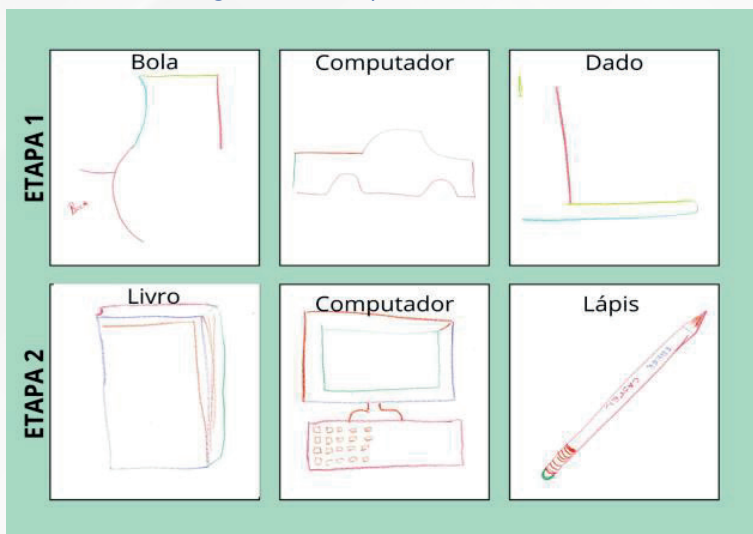 ETAPA 1
Bola
Computador
Dado
ETAPA 2
Livro
Computador
Lápis